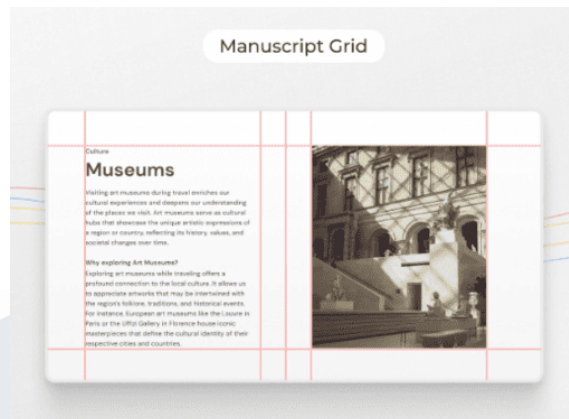 Manuscript Grid
Culture
Museums
Visiting art museums during travel enriches our
cultural experiences and deepens our understanding
of the places we visit. Art museums serve as cultural
hubs that showcase the unique artistic expressions of
a region or country, reflecting its history, values, and
societal changes over time.
Why exploring Art Museums?
Exploring art museums while traveling offers a
profound connection to the local culture. It allows us
to appreciate artworks that may be intertwined with
the region's folklore, traditions, and historical events.
For instance, European art museums like the Louvre in
Paris or the Uffizi Gallery in Florence house iconic
masterpieces that define the cultural identity of their
respective cities and countries.